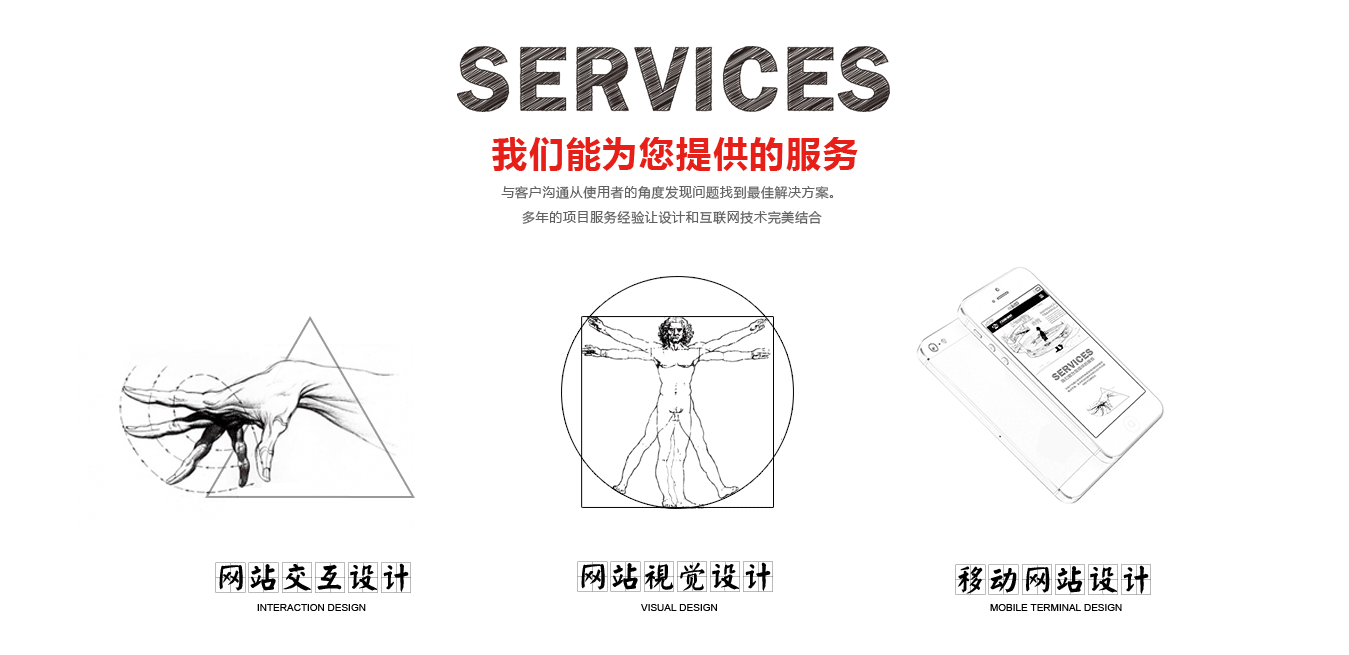 SERVICES
我们能为您提供的服务
与客户沟通从使用者的角度发现问题找到最佳解决方案。
多年的项目服务经验让设计和互联网技术完美结合
SERVICES
网站交互设计
网站視觉设计
移动网站设计
INTERACTION DESIGN
VISUAL DESIGN
MOBILE TERMINAL DESIGN